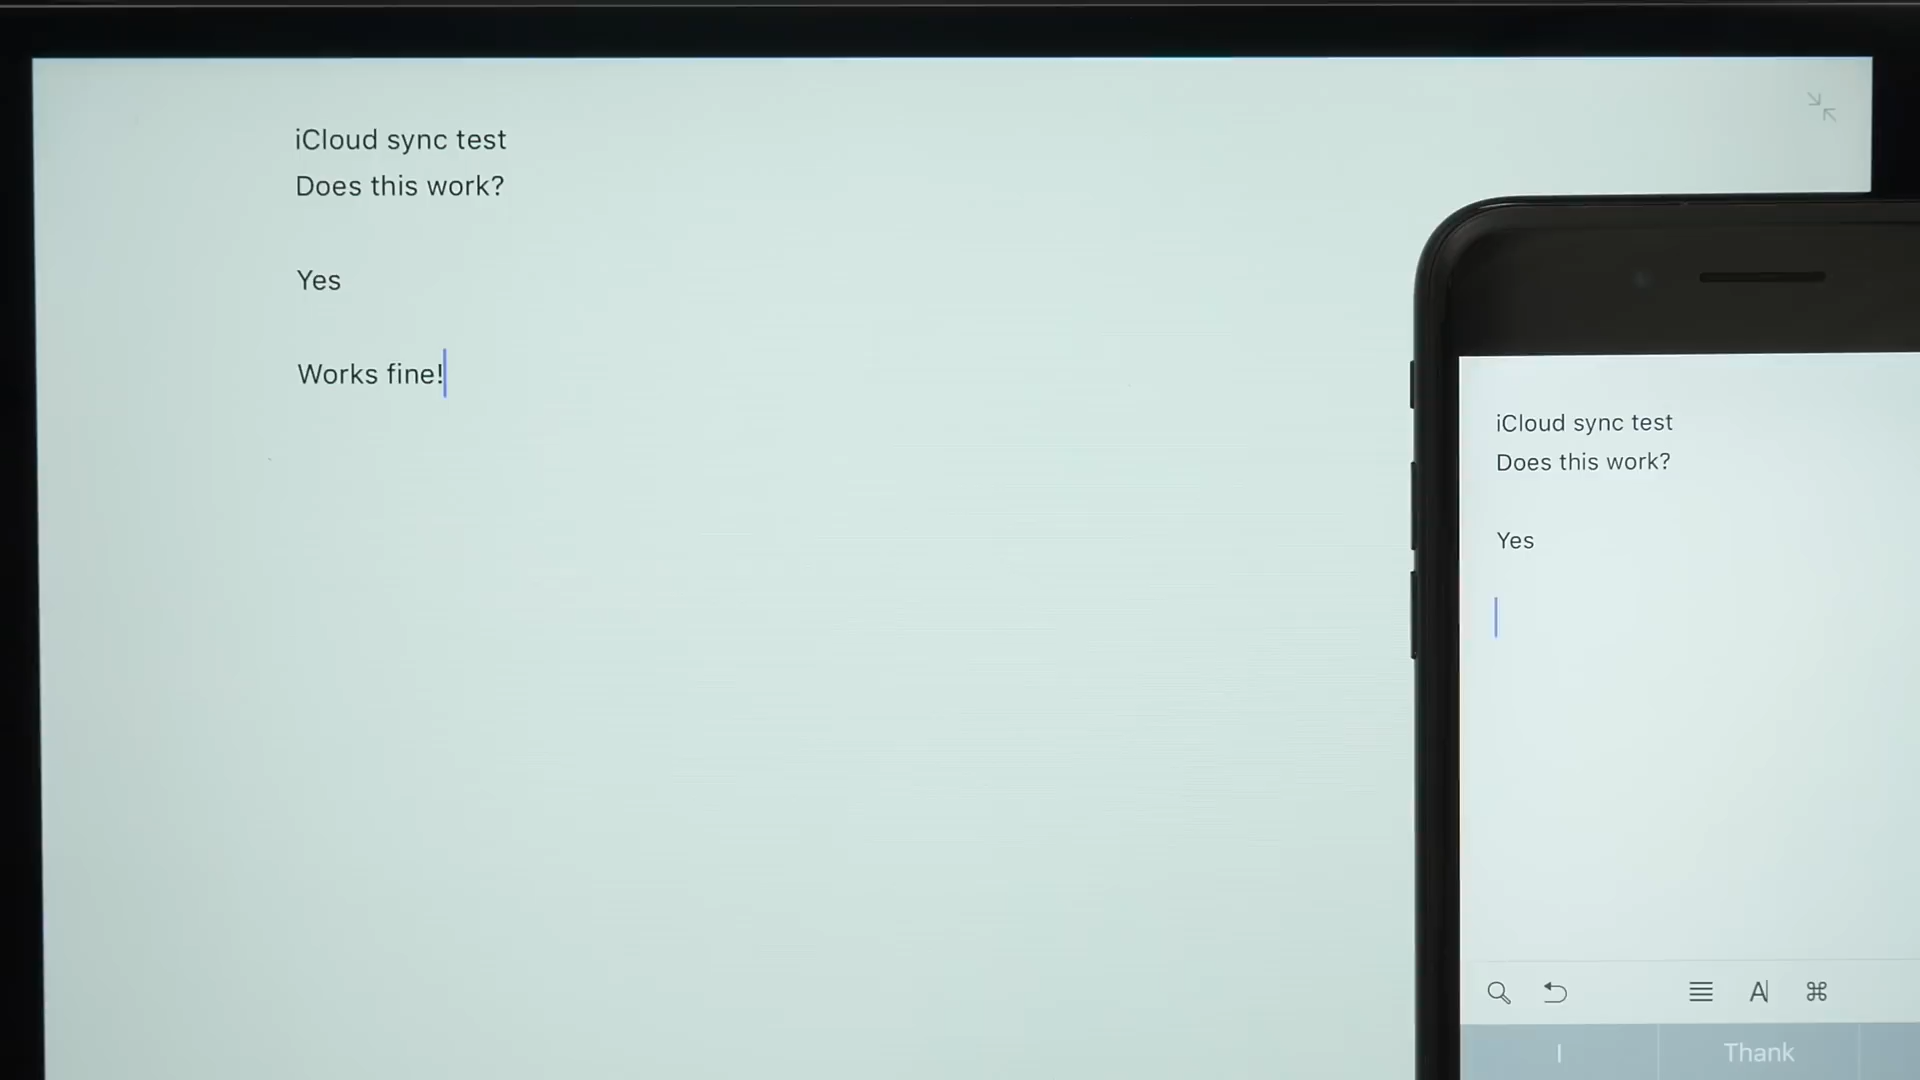 iCloud sync test
Does this work?
Yes
Works fine!
iCloud sync test
Does this work?
Yes
I
Thank